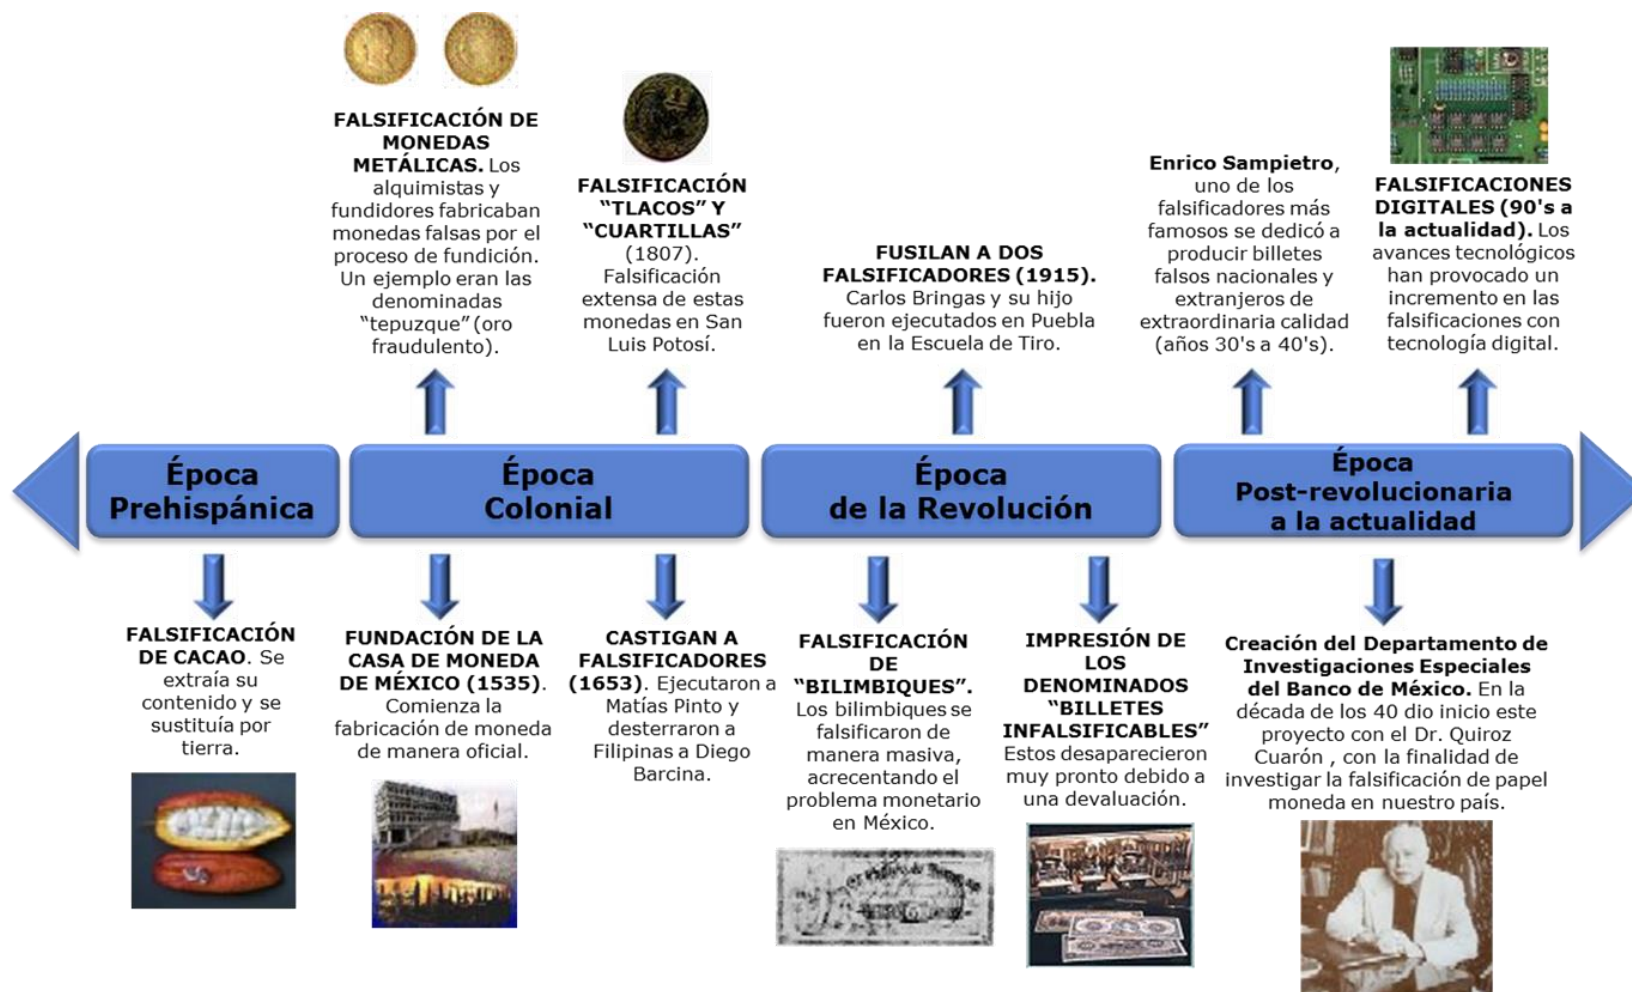 FALSIFICACIÓN DE
MONEDAS
METÁLICAS. Los
alquimistas y
fundidores fabricaban
monedas falsas por el
proceso de fundición.
Un ejemplo eran las
denominadas
“tepuzque” (oro
fraudulento).
FALSIFICACIÓN
“TLACOS” Y
“CUARTILLAS”
(1807).
Falsificación
extensa de estas
monedas en San
Luis Potosí.
FUSILAN A DOS
FALSIFICADORES (1915).
Carlos Bringas y su hijo
fueron ejecutados en Puebla
en la Escuela de Tiro.
Enrico Sampietro,
uno de los
falsificadores más
famosos se dedicó a
producir billetes
falsos nacionales y
extranjeros de
extraordinaria calidad
(años 30's a 40's).
FALSIFICACIONES
DIGITALES (90's a
la actualidad). Los
avances tecnológicos
han provocado un
incremento en las
falsificaciones con
tecnología digital.
Época
Prehispánica
Época
Colonial
Época
de la Revolución
Época
Post-revolucionaria
a la actualidad
FALSIFICACIÓN
DE CACAO. Se
extraía su
contenido y se
sustituía por
tierra.
FUNDACIÓN DE LA
CASA DE MONEDA
DE MÉXICO (1535).
Comienza la
fabricación de moneda
de manera oficial.
CASTIGAN A
FALSIFICADORES
(1653). Ejecutaron a
Matías Pinto y
desterraron a
Filipinas a Diego
Barcina.
FALSIFICACIÓN
DE
“BILIMBIQUES”.
Los bilimbiques se
falsificaron de
manera masiva,
acrecentando el
problema monetario
en México.
IMPRESIÓN DE
LOS
DENOMINADOS
“BILLETES
INFALSIFICABLES”
Estos desaparecieron
muy pronto debido a
una devaluación.
Creación del Departamento de
Investigaciones Especiales
del Banco de México. En la
década de los 40 dio inicio este
proyecto con el Dr. Quiroz
Cuarón , con la finalidad de
investigar la falsificación de papel
moneda en nuestro país.